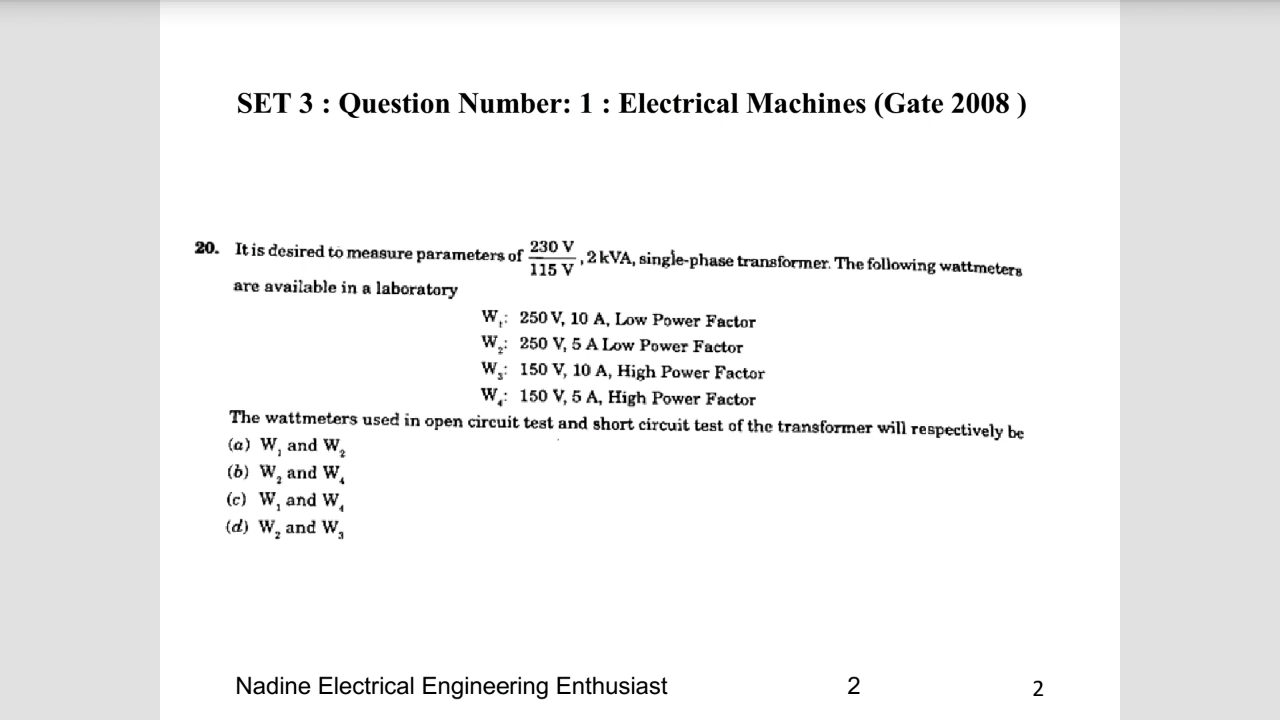 SET 3 : Question Number: 1 : Electrical Machines (Gate 2008 )
20. It is desired to measure parameters of 230 V / 115 V , 2 kVA, single-phase transformer. The following wattmeters
are available in a laboratory
W₁: 250 V, 10 A, Low Power Factor
W₂: 250 V, 5 A Low Power Factor
W₃: 150 V, 10 A, High Power Factor
W₄: 150 V, 5 A, High Power Factor
The wattmeters used in open circuit test and short circuit test of the transformer will respectively be
(a) W₁ and W₂
(b) W₂ and W₄
(c) W₁ and W₄
(d) W₂ and W₃
Nadine Electrical Engineering Enthusiast 2 2